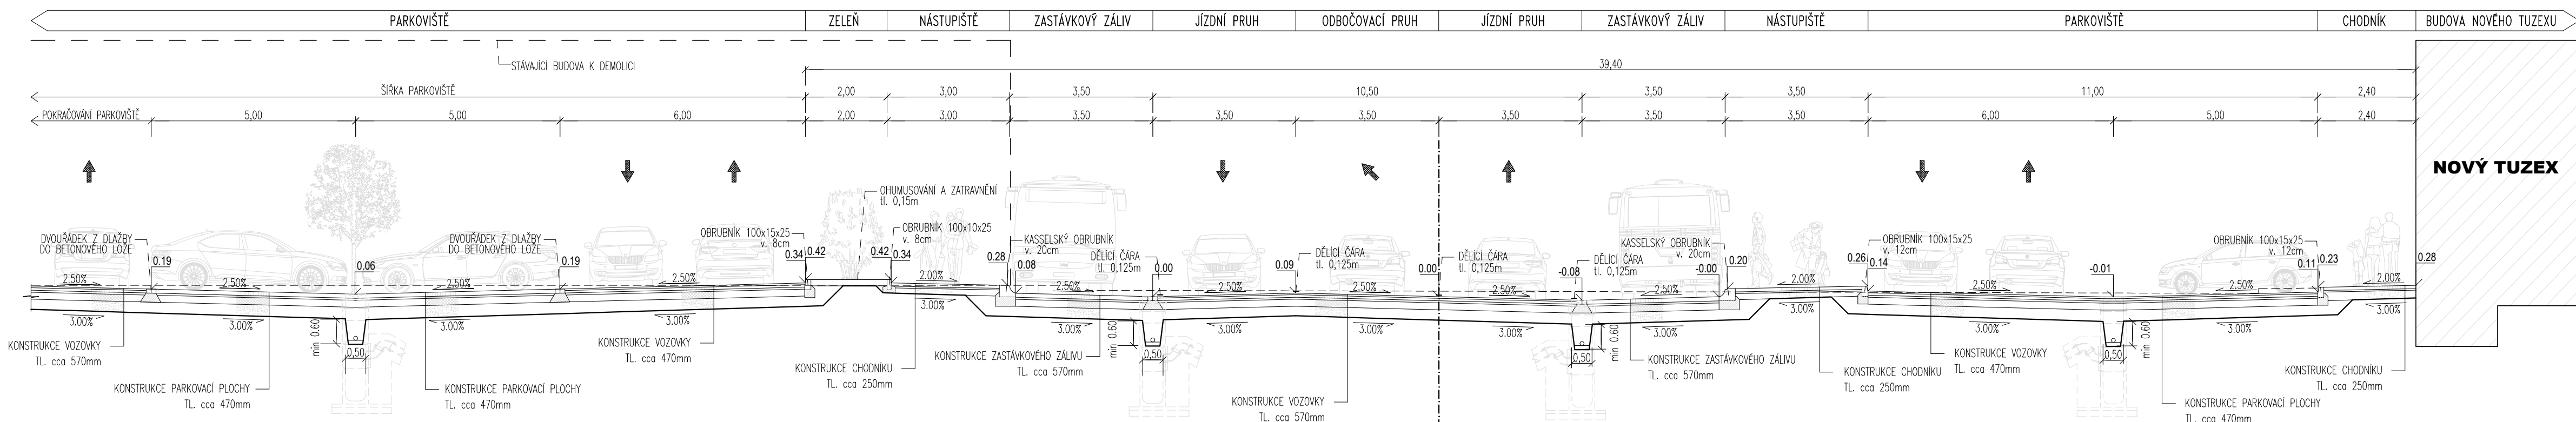 PARKOVIŠTĚ ZELEŇ NÁSTUPIŠTĚ ZASTÁVKOVÝ ZÁLIV JÍZDNÍ PRUH ODBOČOVACÍ PRUH JÍZDNÍ PRUH ZASTÁVKOVÝ ZÁLIV NÁSTUPIŠTĚ PARKOVIŠTĚ CHODNÍK BUDOVA NOVÉHO TUZEXU
STÁVAJÍCÍ BUDOVA K DEMOLICI
39,40
ŠÍŘKA PARKOVIŠTĚ 2,00 3,00 3,50 10,50 3,50 3,50 11,00 2,40
POKRAČOVÁNÍ PARKOVIŠTĚ 5,00 5,00 6,00 2,00 3,00 3,50 3,50 3,50 3,50 3,50 3,50 6,00 5,00 2,40
NOVÝ TUZEX
OHUMUSOVÁNÍ A ZATRAVNĚNÍ
tl. 0,15m
DVOUŘÁDEK Z DLAŽBY
DO BETONOVÉHO LOŽE
DVOUŘÁDEK Z DLAŽBY
DO BETONOVÉHO LOŽE
OBRUBNÍK 100x15x25
v. 8cm
OBRUBNÍK 100x10x25
v. 8cm
KASSELSKÝ OBRUBNÍK
v. 20cm
DĚLÍCÍ ČÁRA
tl. 0,125m
DĚLÍCÍ ČÁRA
tl. 0,125m
DĚLÍCÍ ČÁRA
tl. 0,125m
DĚLÍCÍ ČÁRA
tl. 0,125m
KASSELSKÝ OBRUBNÍK
v. 20cm
OBRUBNÍK 100x15x25
v. 12cm
OBRUBNÍK 100x15x25
v. 12cm
0.19 0.06 0.19 0.34 0.42 0.42 0.34 0.28 0.08 0.00 0.09 0.00 -0.08 -0.00 0.20 0.26 0.14 -0.01 0.11 0.23 0.28
2.50% 2.50% 2.50% 2.50% 2.00% 2.50% 2.50% 2.50% 2.50% 2.50% 2.00% 2.50% 2.50% 2.00%
3.00% 3.00% 3.00% 3.00% 3.00% 3.00% 3.00% 3.00% 3.00% 3.00% 3.00% 3.00% 3.00% 3.00%
min 0.60 min 0.60 min 0.60 min 0.60
0,50 0,50 0,50 0,50
KONSTRUKCE VOZOVKY
TL. cca 570mm
KONSTRUKCE PARKOVACÍ PLOCHY
TL. cca 470mm
KONSTRUKCE PARKOVACÍ PLOCHY
TL. cca 470mm
KONSTRUKCE VOZOVKY
TL. cca 470mm
KONSTRUKCE CHODNÍKU
TL. cca 250mm
KONSTRUKCE ZASTÁVKOVÉHO ZÁLIVU
TL. cca 570mm
KONSTRUKCE VOZOVKY
TL. cca 570mm
KONSTRUKCE ZASTÁVKOVÉHO ZÁLIVU
TL. cca 570mm
KONSTRUKCE CHODNÍKU
TL. cca 250mm
KONSTRUKCE VOZOVKY
TL. cca 470mm
KONSTRUKCE PARKOVACÍ PLOCHY
TL. cca 470mm
KONSTRUKCE CHODNÍKU
TL. cca 250mm